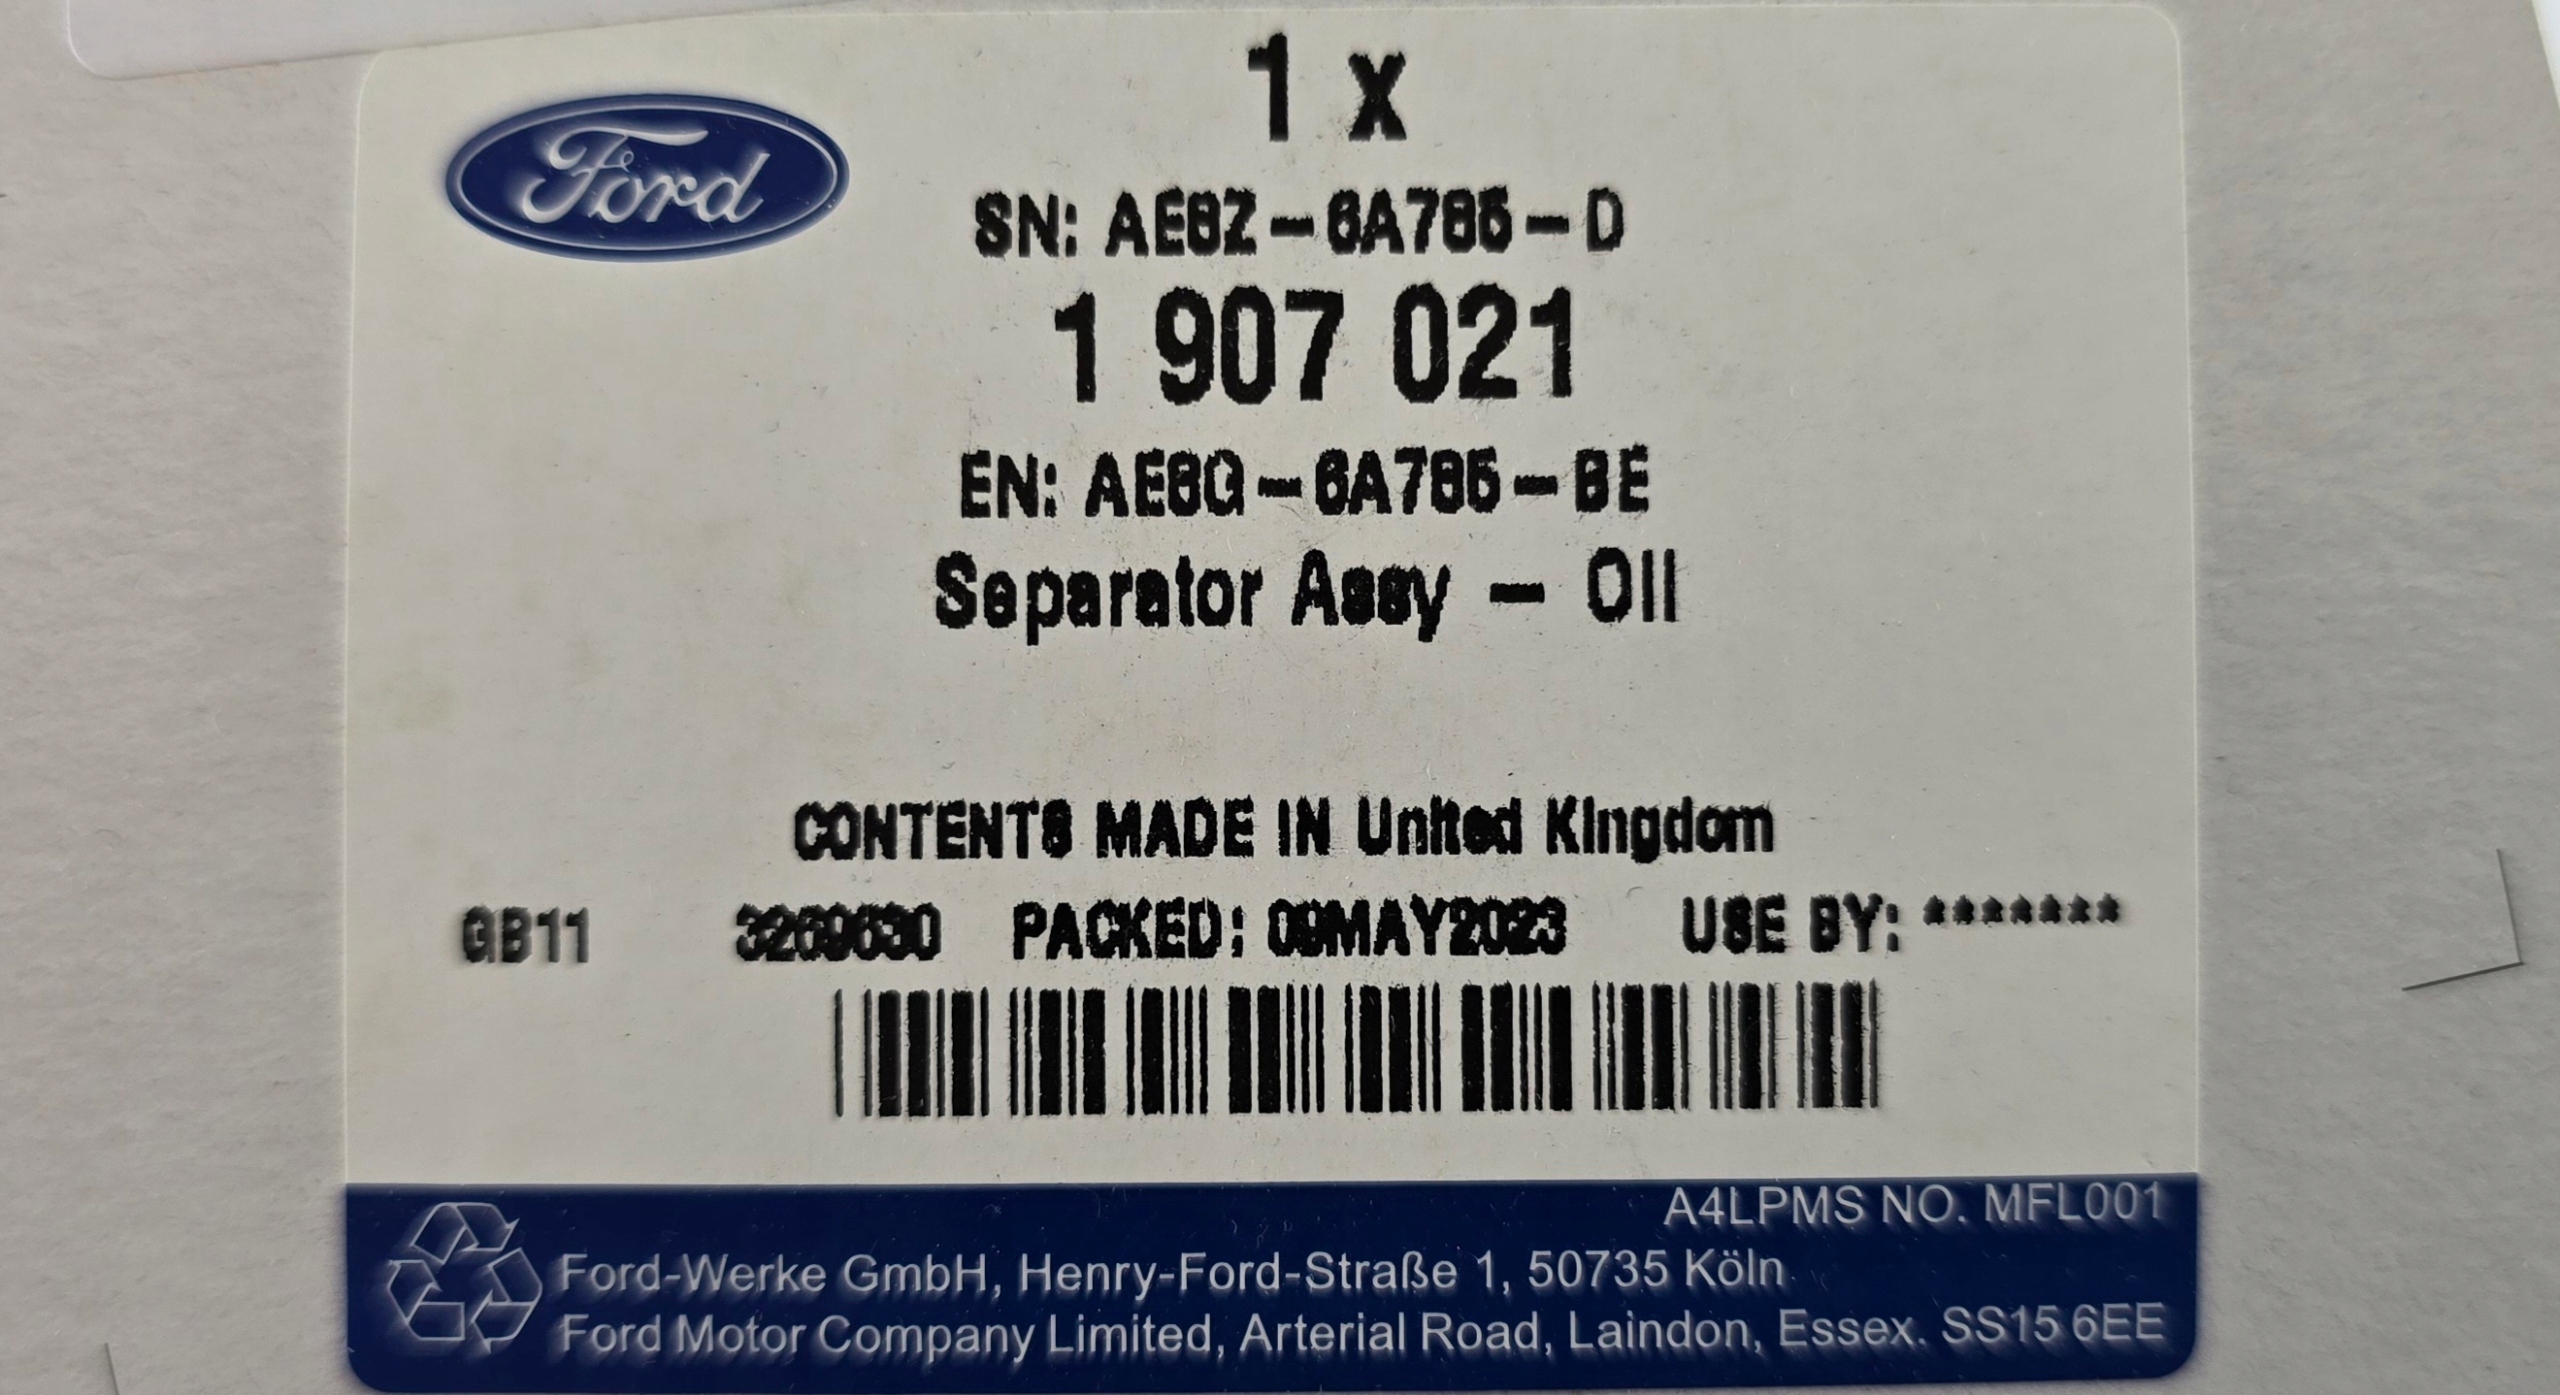 Ford
1 x
SN: AE8Z-6A785-D
1 907 021
EN: AE8G-6A785-BE
Separator Assy - Oil
CONTENTS MADE IN United Kingdom
GB11 3269630 PACKED: 09MAY2023 USE BY: *******
A4LPMS NO. MFL001
Ford-Werke GmbH, Henry-Ford-Straße 1, 50735 Köln
Ford Motor Company Limited, Arterial Road, Laindon, Essex. SS15 6EE